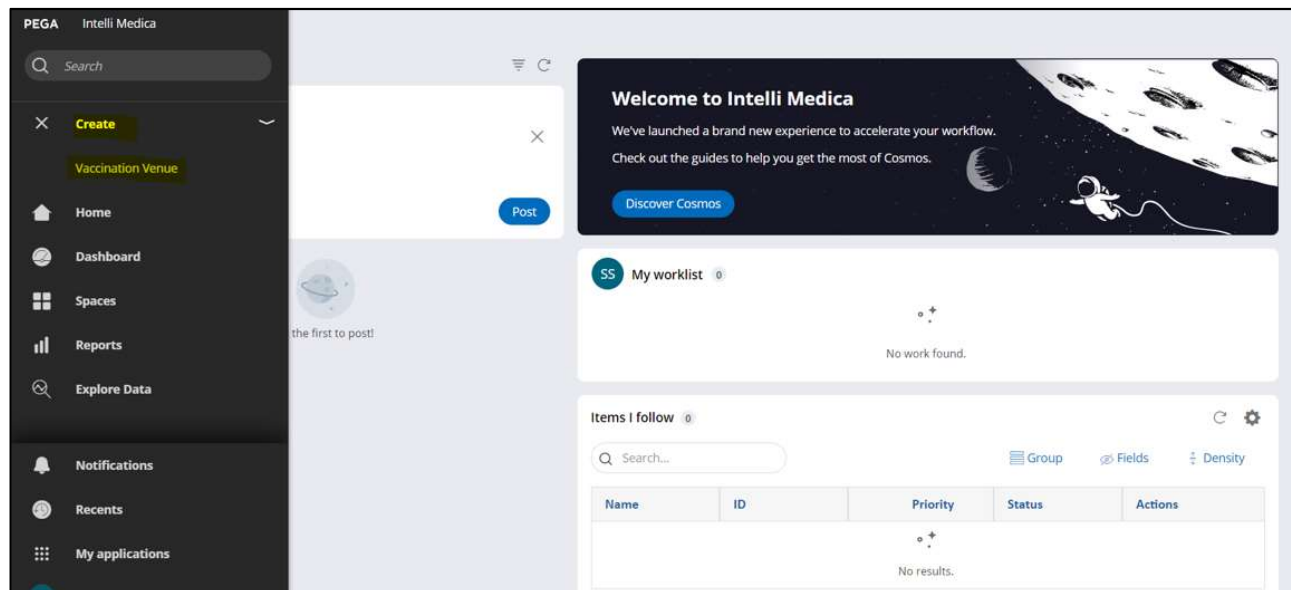 PEGA Intelli Medica
Search
Create
Vaccination Venue
Home
Dashboard
Spaces
Reports
Explore Data
Notifications
Recents
My applications
Post
the first to post!
Welcome to Intelli Medica
We've launched a brand new experience to accelerate your workflow.
Check out the guides to help you get the most of Cosmos.
Discover Cosmos
SS My worklist 0
No work found.
Items I follow 0
Search... Group Fields Density
Name ID Priority Status Actions
No results.